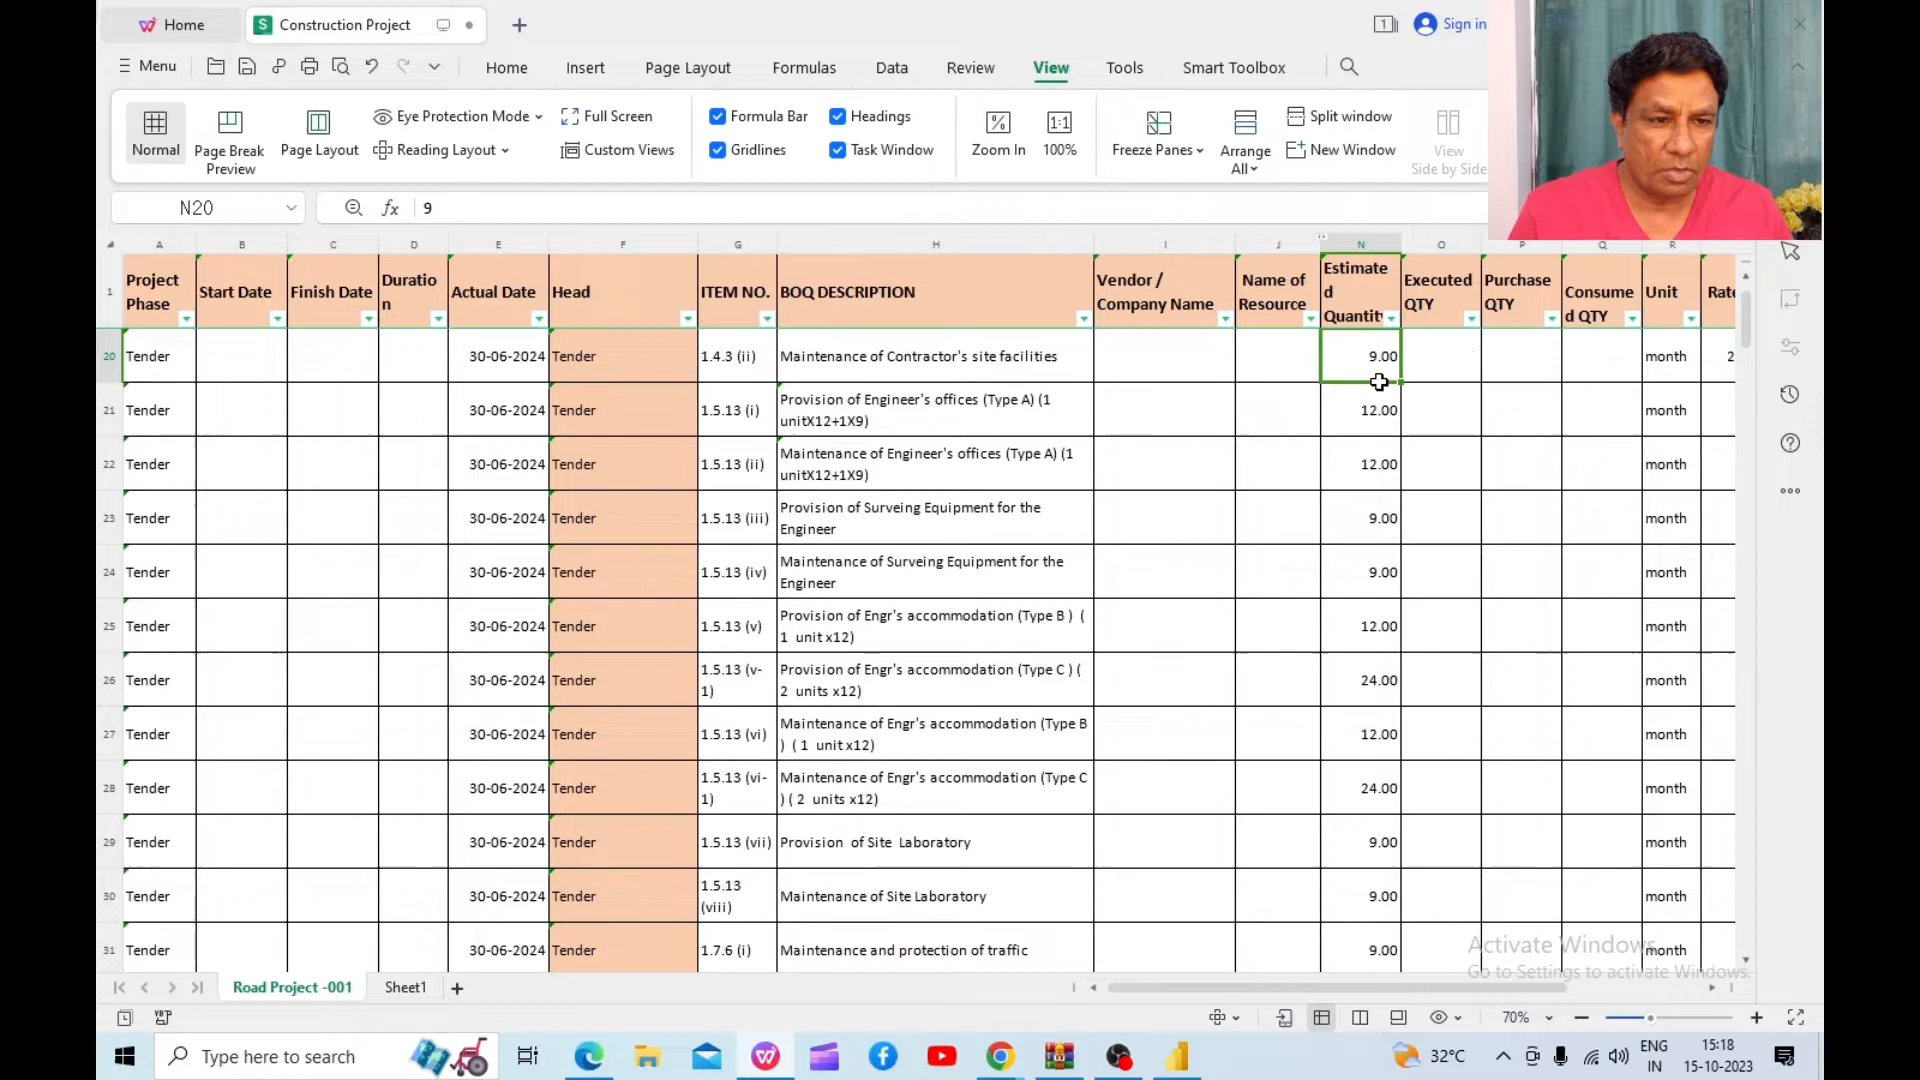 Home
Construction Project
Sign in
Menu
Home Insert Page Layout Formulas Data Review View Tools Smart Toolbox
Normal
Page Break Preview
Page Layout
Eye Protection Mode
Reading Layout
Full Screen
Custom Views
Formula Bar
Headings
Gridlines
Task Window
Zoom In
100%
Freeze Panes
Arrange All
Split window
New Window
View
Side by Side
N20 fx 9
A B C D E F G H I J N O P Q R
1 Project Phase Start Date Finish Date Duratio n Actual Date Head ITEM NO. BOQ DESCRIPTION Vendor / Company Name Name of Resource Estimate d Executed QTY Purchase QTY Consume d QTY Unit
20 Tender 30-06-2024 Tender 1.4.3 (ii) Maintenance of Contractor's site facilities 9.00 month 2
21 Tender 30-06-2024 Tender 1.5.13 (i) Provision of Engineer's offices (Type A) (1 unitX12+1X9) 12.00 month
22 Tender 30-06-2024 Tender 1.5.13 (ii) Maintenance of Engineer's offices (Type A) (1 unitX12+1X9) 12.00 month
23 Tender 30-06-2024 Tender 1.5.13 (iii) Provision of Surveing Equipment for the Engineer 9.00 month
24 Tender 30-06-2024 Tender 1.5.13 (iv) Maintenance of Surveing Equipment for the Engineer 9.00 month
25 Tender 30-06-2024 Tender 1.5.13 (v) Provision of Engr's accommodation (Type B ) ( 1 unit x12) 12.00 month
26 Tender 30-06-2024 Tender 1.5.13 (v-1) Provision of Engr's accommodation (Type C ) ( 2 units x12) 24.00 month
27 Tender 30-06-2024 Tender 1.5.13 (vi) Maintenance of Engr's accommodation (Type B ) ( 1 unit x12) 12.00 month
28 Tender 30-06-2024 Tender 1.5.13 (vi-1) Maintenance of Engr's accommodation (Type C ) ( 2 units x12) 24.00 month
29 Tender 30-06-2024 Tender 1.5.13 (vii) Provision of Site Laboratory 9.00 month
30 Tender 30-06-2024 Tender 1.5.13 (viii) Maintenance of Site Laboratory 9.00 month
31 Tender 30-06-2024 Tender 1.7.6 (i) Maintenance and protection of traffic 9.00 month
Activate Windows
Go to Settings to activate Windows.
Road Project -001 Sheet1
70%
Type here to search
32°C
ENG
IN
15:18
15-10-2023